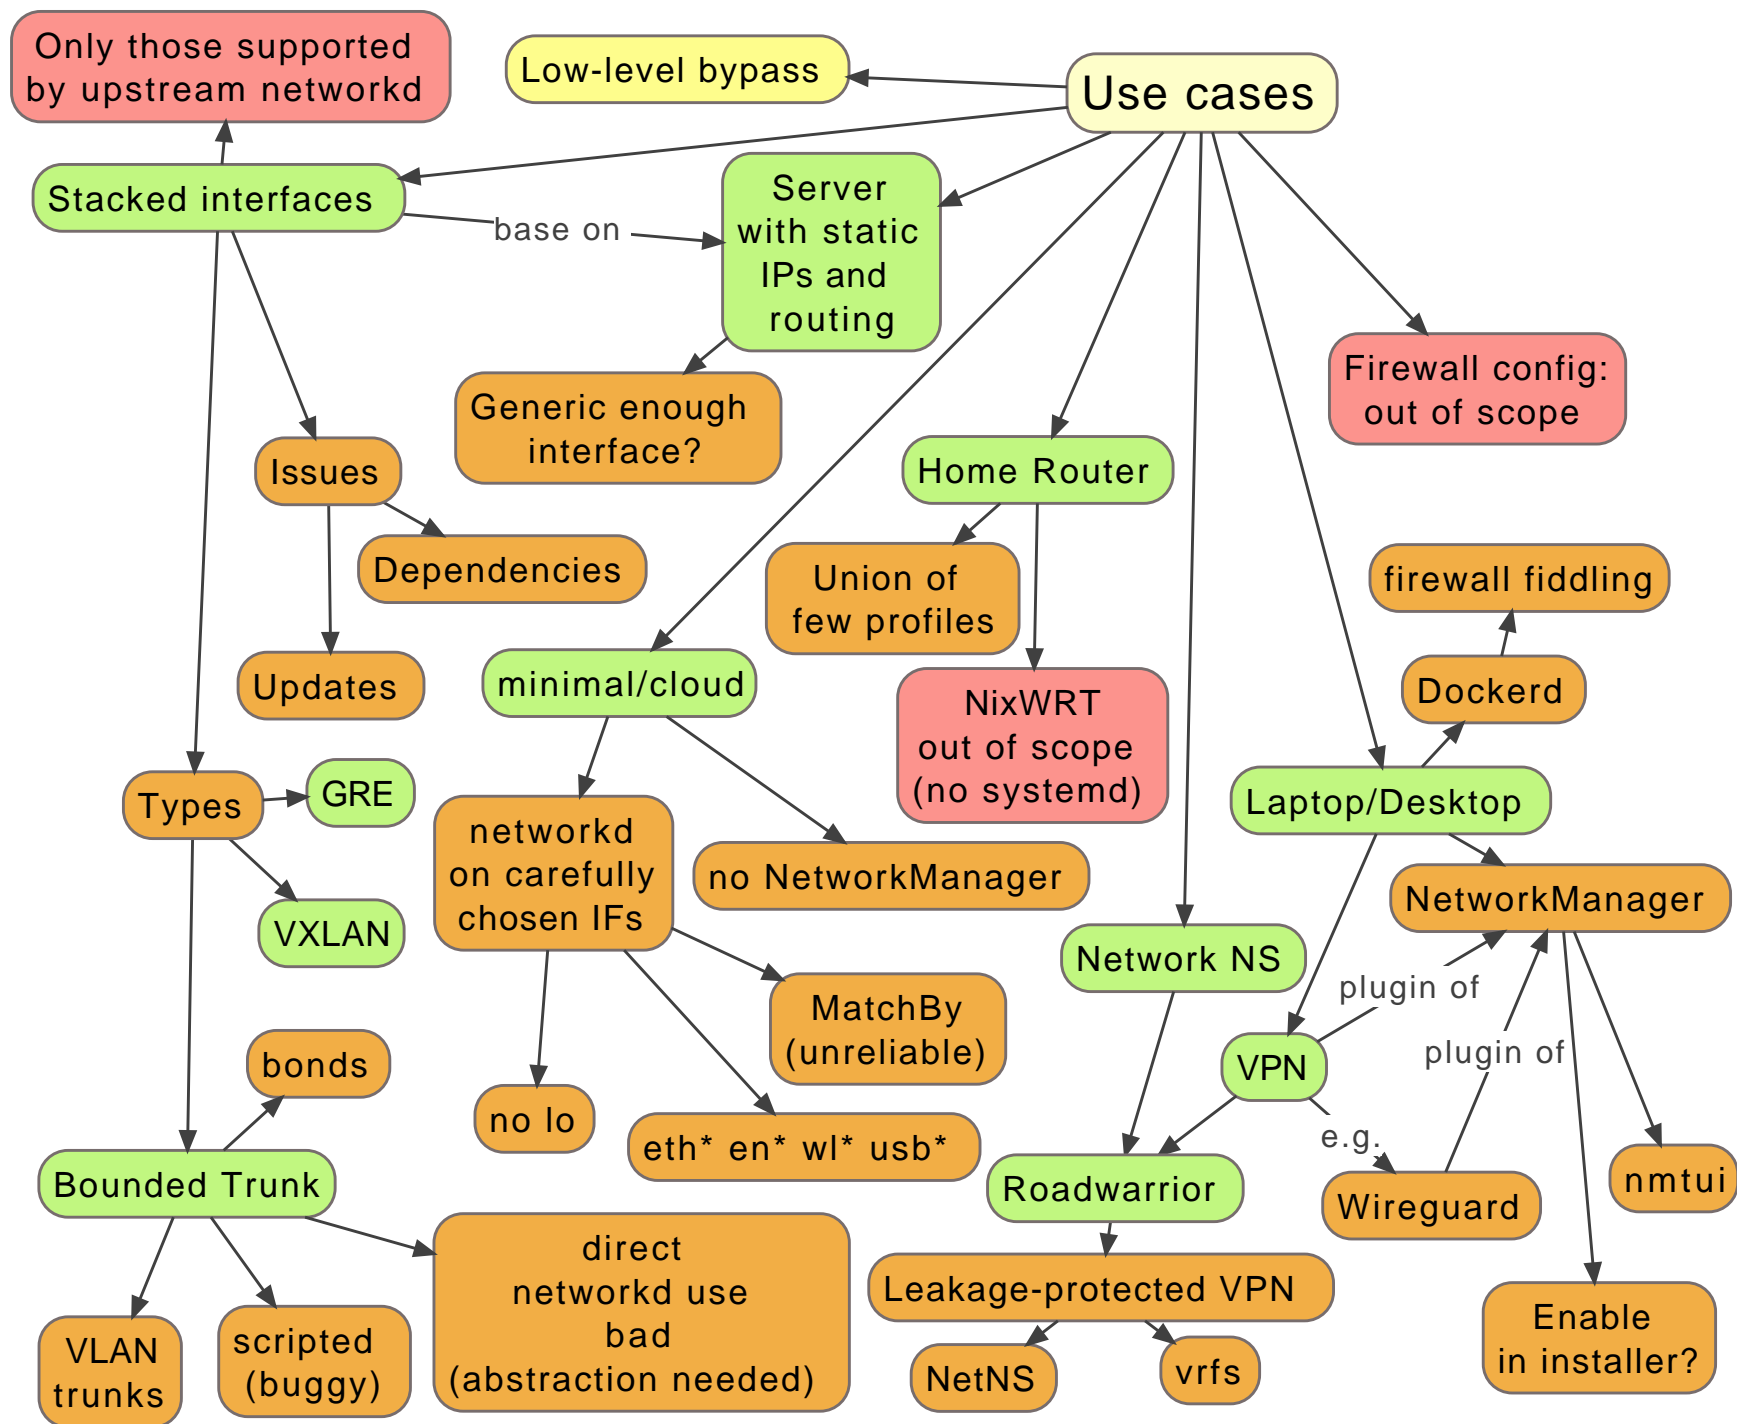 Only those supported
by upstream networkd
Low-level bypass
Use cases
Stacked interfaces
base on
Server
with static
IPs and
routing
Firewall config:
out of scope
Generic enough
interface?
Issues
Home Router
Dependencies
Union of
few profiles
firewall fiddling
Updates
minimal/cloud
NixWRT
out of scope
(no systemd)
Dockerd
Types
GRE
Laptop/Desktop
networkd
on carefully
chosen IFs
no NetworkManager
NetworkManager
VXLAN
Network NS
plugin of
MatchBy
(unreliable)
bonds
VPN
plugin of
no lo
eth* en* wl* usb*
e.g.
Bounded Trunk
Roadwarrior
Wireguard
nmtui
direct
networkd use
bad
(abstraction needed)
Leakage-protected VPN
VLAN
trunks
scripted
(buggy)
NetNS
vrfs
Enable
in installer?